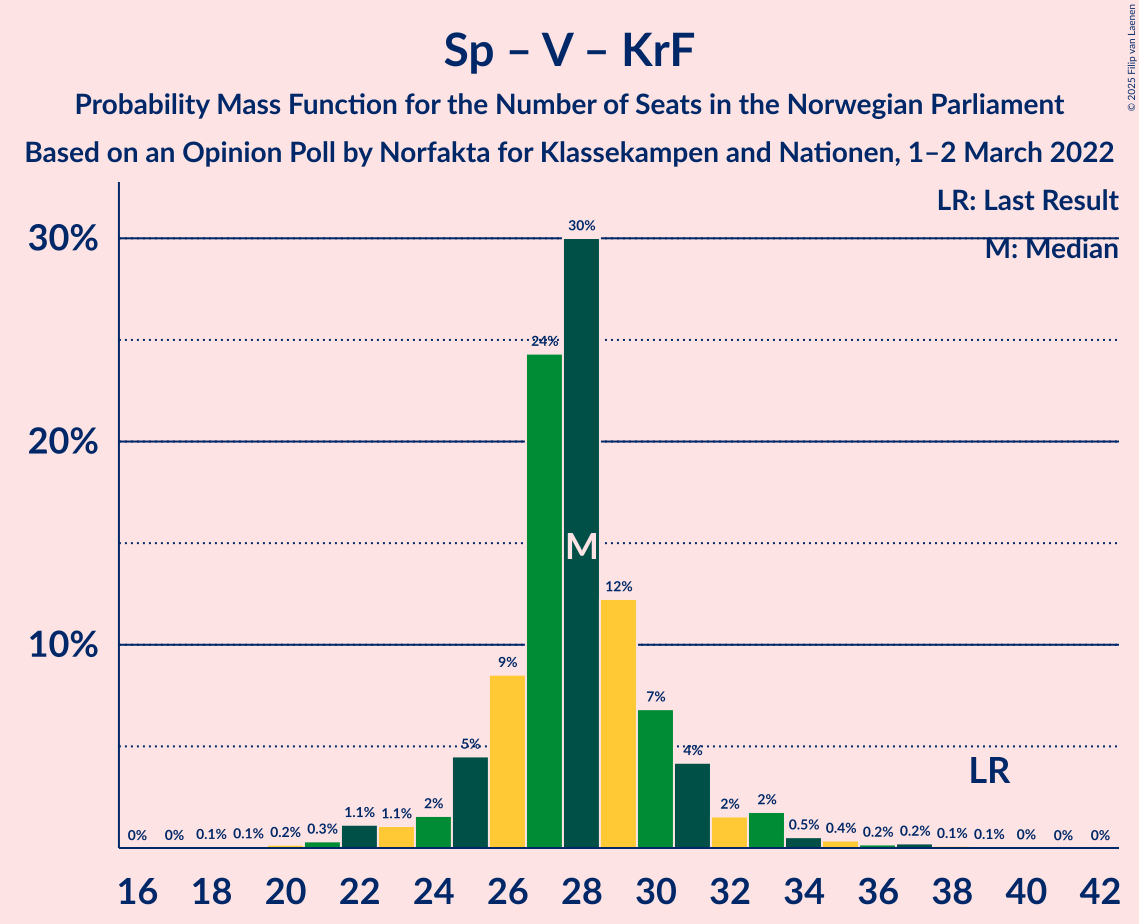 Sp – V – KrF
Probability Mass Function for the Number of Seats in the Norwegian Parliament
Based on an Opinion Poll by Norfakta for Klassekampen and Nationen, 1–2 March 2022
© 2025 Filip van Laenen
LR: Last Result
M: Median
30%
20%
10%
0% 0% 0.1% 0.1% 0.2% 0.3% 1.1% 1.1% 2% 5% 9% 24% 30% 12% 7% 4% 2% 2% 0.5% 0.4% 0.2% 0.2% 0.1% 0.1% 0% 0% 0%
M
LR
16 18 20 22 24 26 28 30 32 34 36 38 40 42